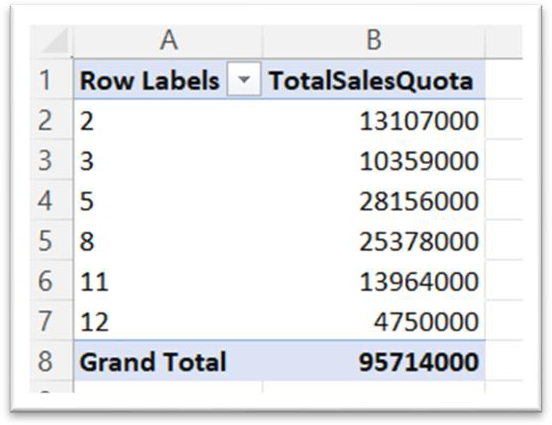 A B
1 Row Labels TotalSalesQuota
2 2 13107000
3 3 10359000
4 5 28156000
5 8 25378000
6 11 13964000
7 12 4750000
8 Grand Total 95714000